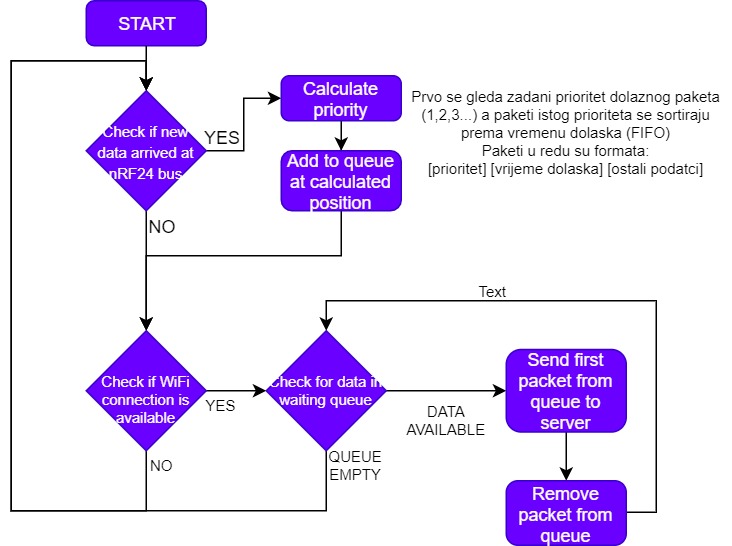 START
Calculate
priority
Prvo se gleda zadani prioritet dolaznog paketa
(1,2,3...) a paketi istog prioriteta se sortiraju
prema vremenu dolaska (FIFO)
Paketi u redu su formata:
[prioritet] [vrijeme dolaska] [ostali podatci]
Check if new
data arrived at
nRF24 bus
YES
Add to queue
at calculated
position
NO
Text
Check if WiFi
connection is
available
YES
Check for data in
waiting queue
DATA
AVAILABLE
Send first
packet from
queue to
server
NO
QUEUE
EMPTY
Remove
packet from
queue